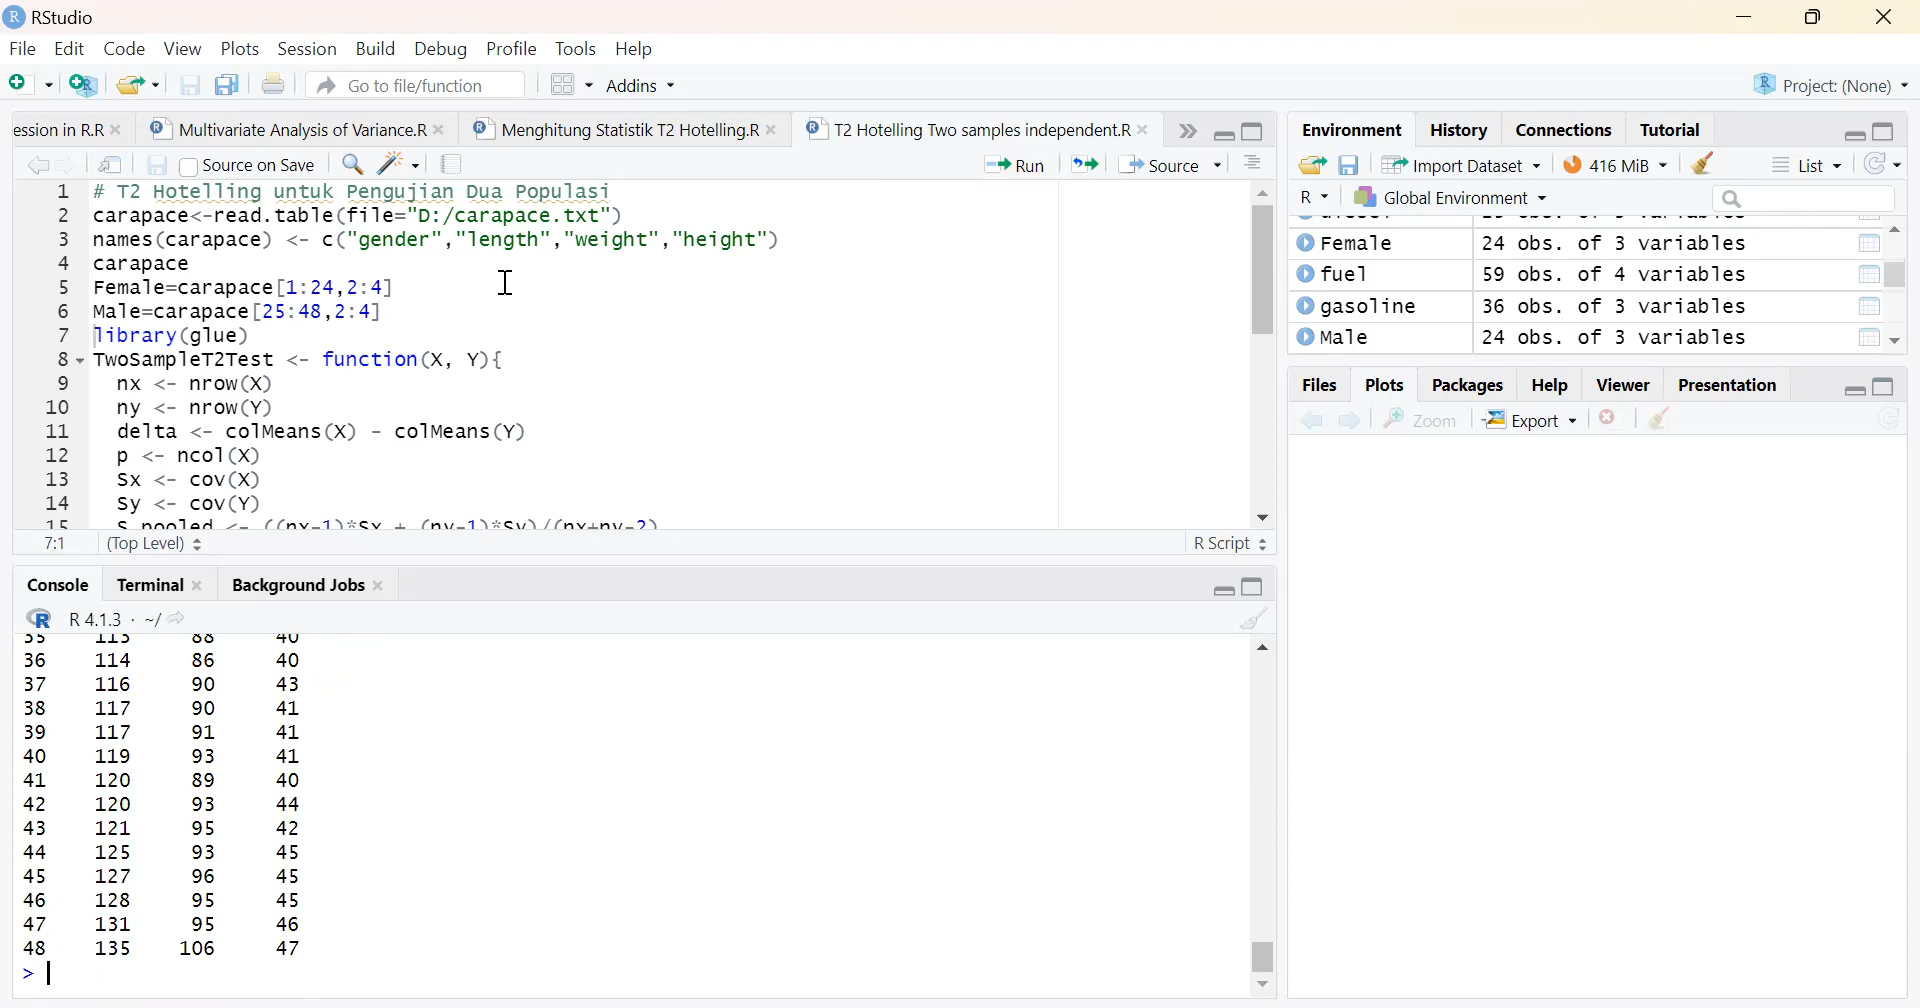 RStudio
File Edit Code View Plots Session Build Debug Profile Tools Help
Go to file/function Addins Project: (None)
ession in R.R Multivariate Analysis of Variance.R Menghitung Statistik T2 Hotelling.R T2 Hotelling Two samples independent.R
Source on Save Run Source
1 # T2 Hotelling untuk Pengujian Dua Populasi
2 carapace<-read.table(file="D:/carapace.txt")
3 names(carapace) <- c("gender","length","weight","height")
4 carapace
5 Female=carapace[1:24,2:4]
6 Male=carapace[25:48,2:4]
7 library(glue)
8 TwoSampleT2Test <- function(X, Y){
9 nx <- nrow(X)
10 ny <- nrow(Y)
11 delta <- colMeans(X) - colMeans(Y)
12 p <- ncol(X)
13 Sx <- cov(X)
14 Sy <- cov(Y)
15 S_pooled <- ((nx-1)*Sx + (ny-1)*Sy)/(nx+ny-2)
7:1 (Top Level) R Script
Console Terminal Background Jobs
R 4.1.3 · ~/
35 113 88 40
36 114 86 40
37 116 90 43
38 117 90 41
39 117 91 41
40 119 93 41
41 120 89 40
42 120 93 44
43 121 95 42
44 125 93 45
45 127 96 45
46 128 95 45
47 131 95 46
48 135 106 47
>
Environment History Connections Tutorial
Import Dataset 416 MiB List
R Global Environment
Female 24 obs. of 3 variables
fuel 59 obs. of 4 variables
gasoline 36 obs. of 3 variables
Male 24 obs. of 3 variables
Files Plots Packages Help Viewer Presentation
Zoom Export